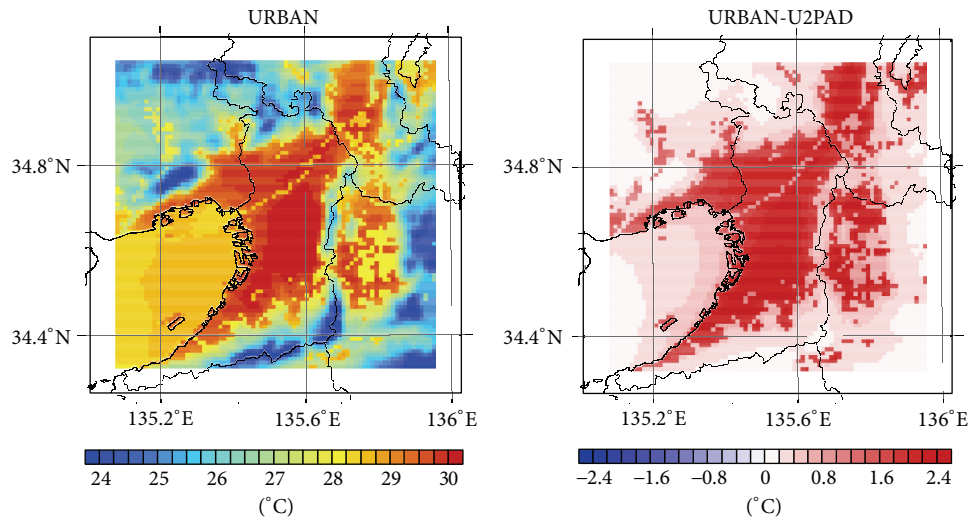 URBAN
34.8°N
34.4°N
135.2°E
135.6°E
136°E
24
25
26
27
28
29
30
(°C)
URBAN-U2PAD
34.8°N
34.4°N
135.2°E
135.6°E
136°E
−2.4
−1.6
−0.8
0
0.8
1.6
2.4
(°C)